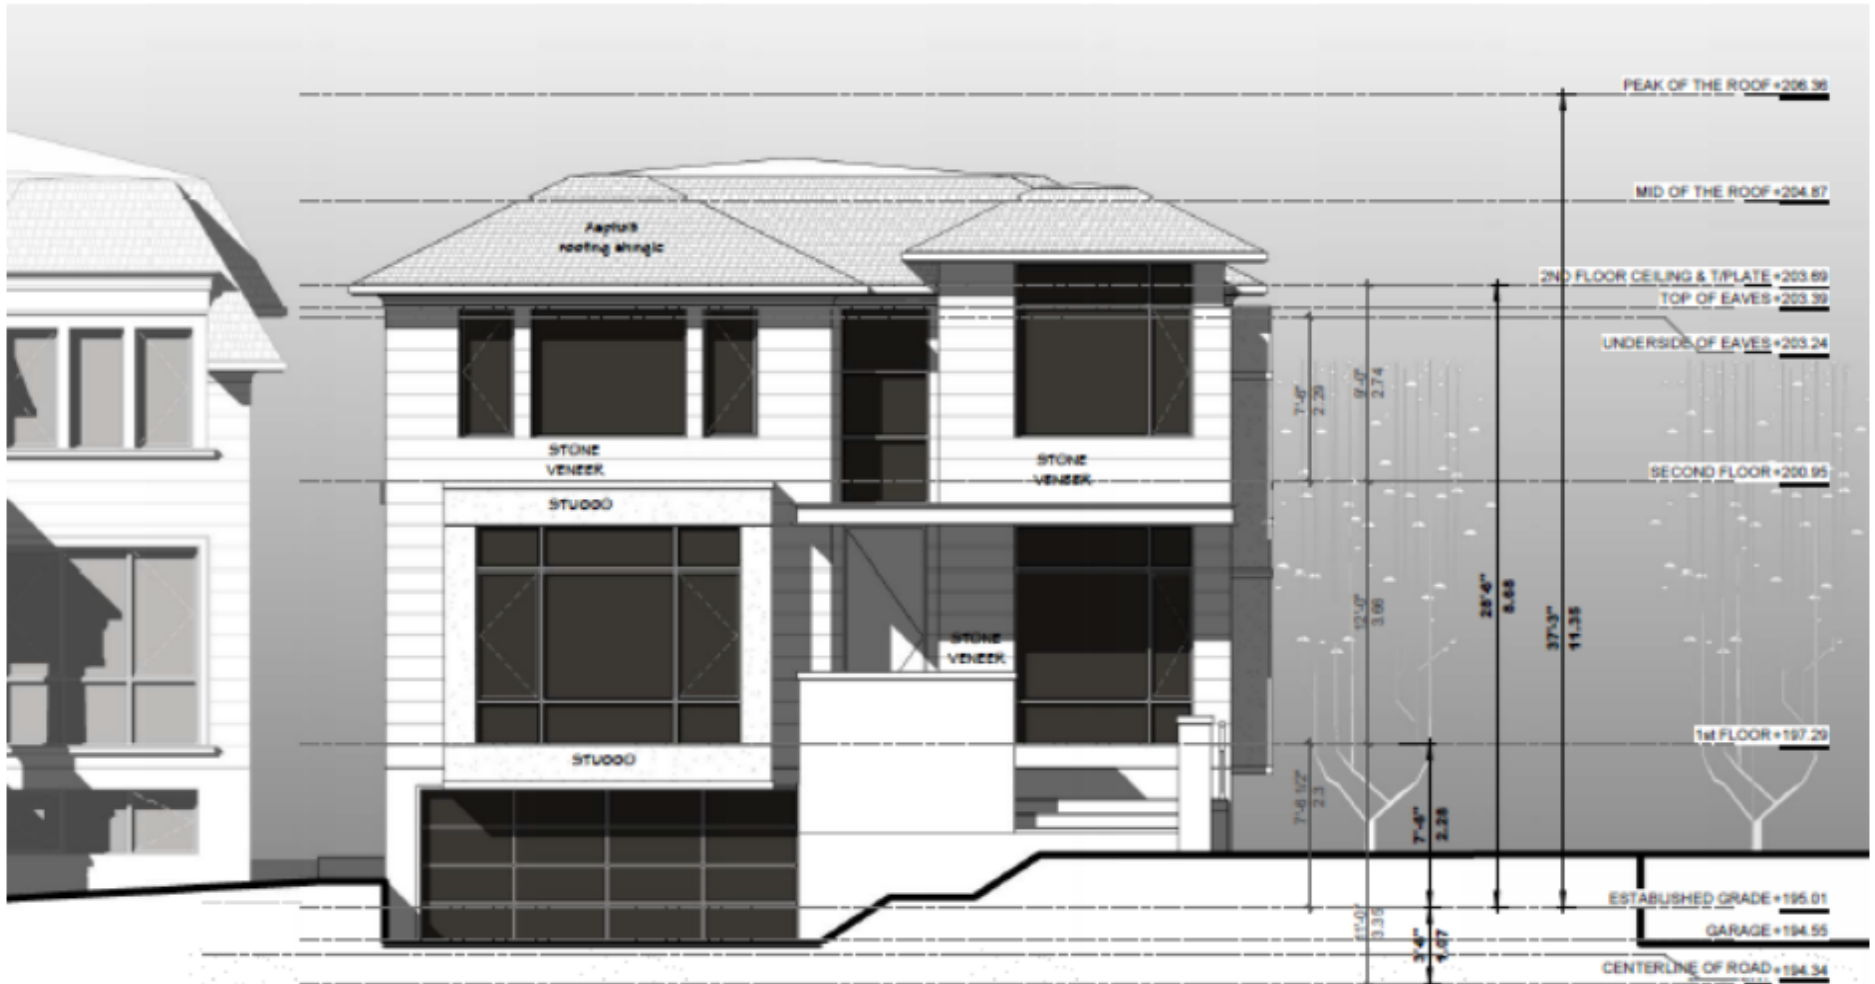 PEAK OF THE ROOF +206.36
MID OF THE ROOF +204.87
Asphalt
roofing shingle
2ND FLOOR CEILING & T/PLATE +203.69
TOP OF EAVES +203.39
UNDERSIDE OF EAVES +203.24
7'-6"
2.29
9'-0"
2.74
STONE
VENEER
STONE
VENEER
SECOND FLOOR +200.95
STUCCO
28'-6"
8.68
12'-0"
3.66
37'-3"
11.35
STONE
VENEER
1st FLOOR +197.29
STUCCO
7'-6 1/2"
2.3
7'-6"
2.28
ESTABLISHED GRADE +195.01
11'-0"
3.35
3'-6"
1.07
GARAGE +194.55
CENTERLINE OF ROAD +194.34